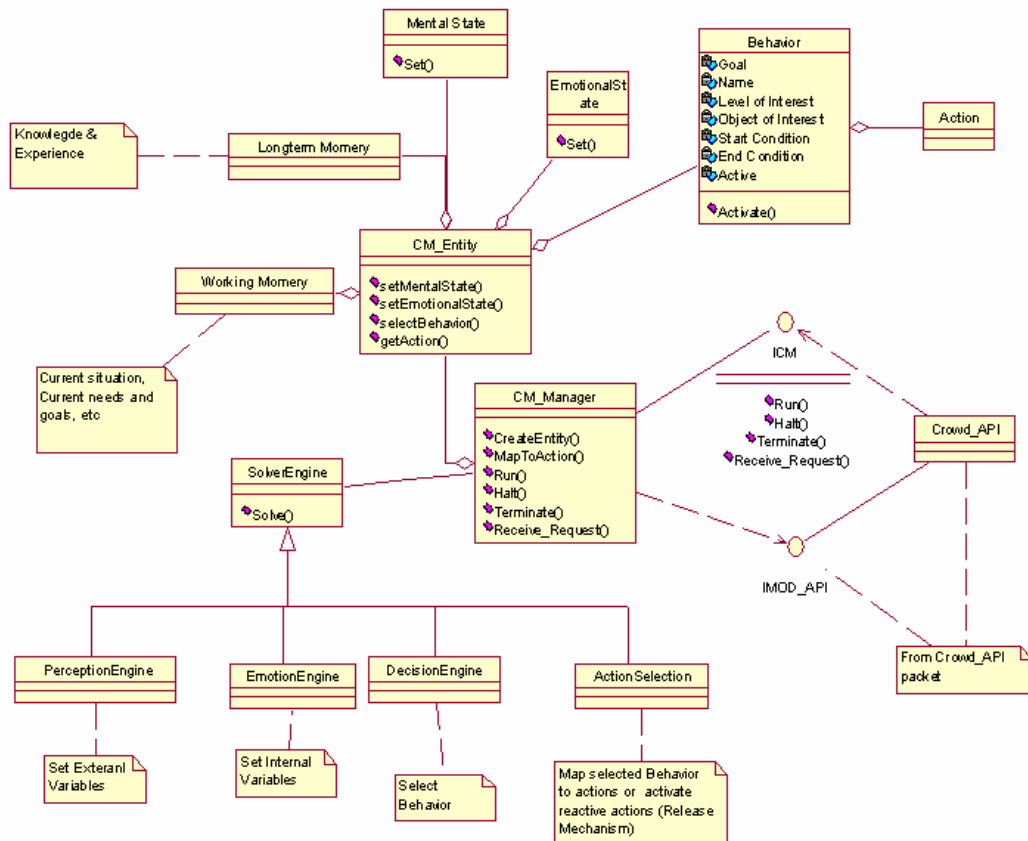 Mental State
Set()
EmotionalSt
ate
Set()
Behavior
Goal
Name
Level of Interest
Object of Interest
Start Condition
End Condition
Active
Activate()
Action
Knowlegde &
Experience
Longterm Momery
CM_Entity
setMentalState()
setEmotionalState()
selectBehavior()
getAction()
Working Momery
Current situation,
Current needs and
goals, etc
ICM
Run()
Halt()
Terminate()
Receive_Request()
CM_Manager
CreateEntity()
MapToAction()
Run()
Halt()
Terminate()
Receive_Request()
Crowd_API
SolverEngine
Solve()
IMOD_API
From Crowd_API
packet
PerceptionEngine
EmotionEngine
DecisionEngine
ActionSelection
Set Exteranl
Variables
Set Internal
Variables
Select
Behavior
Map selected Behavior
to actions or activate
reactive actions (Release
Mechanism)